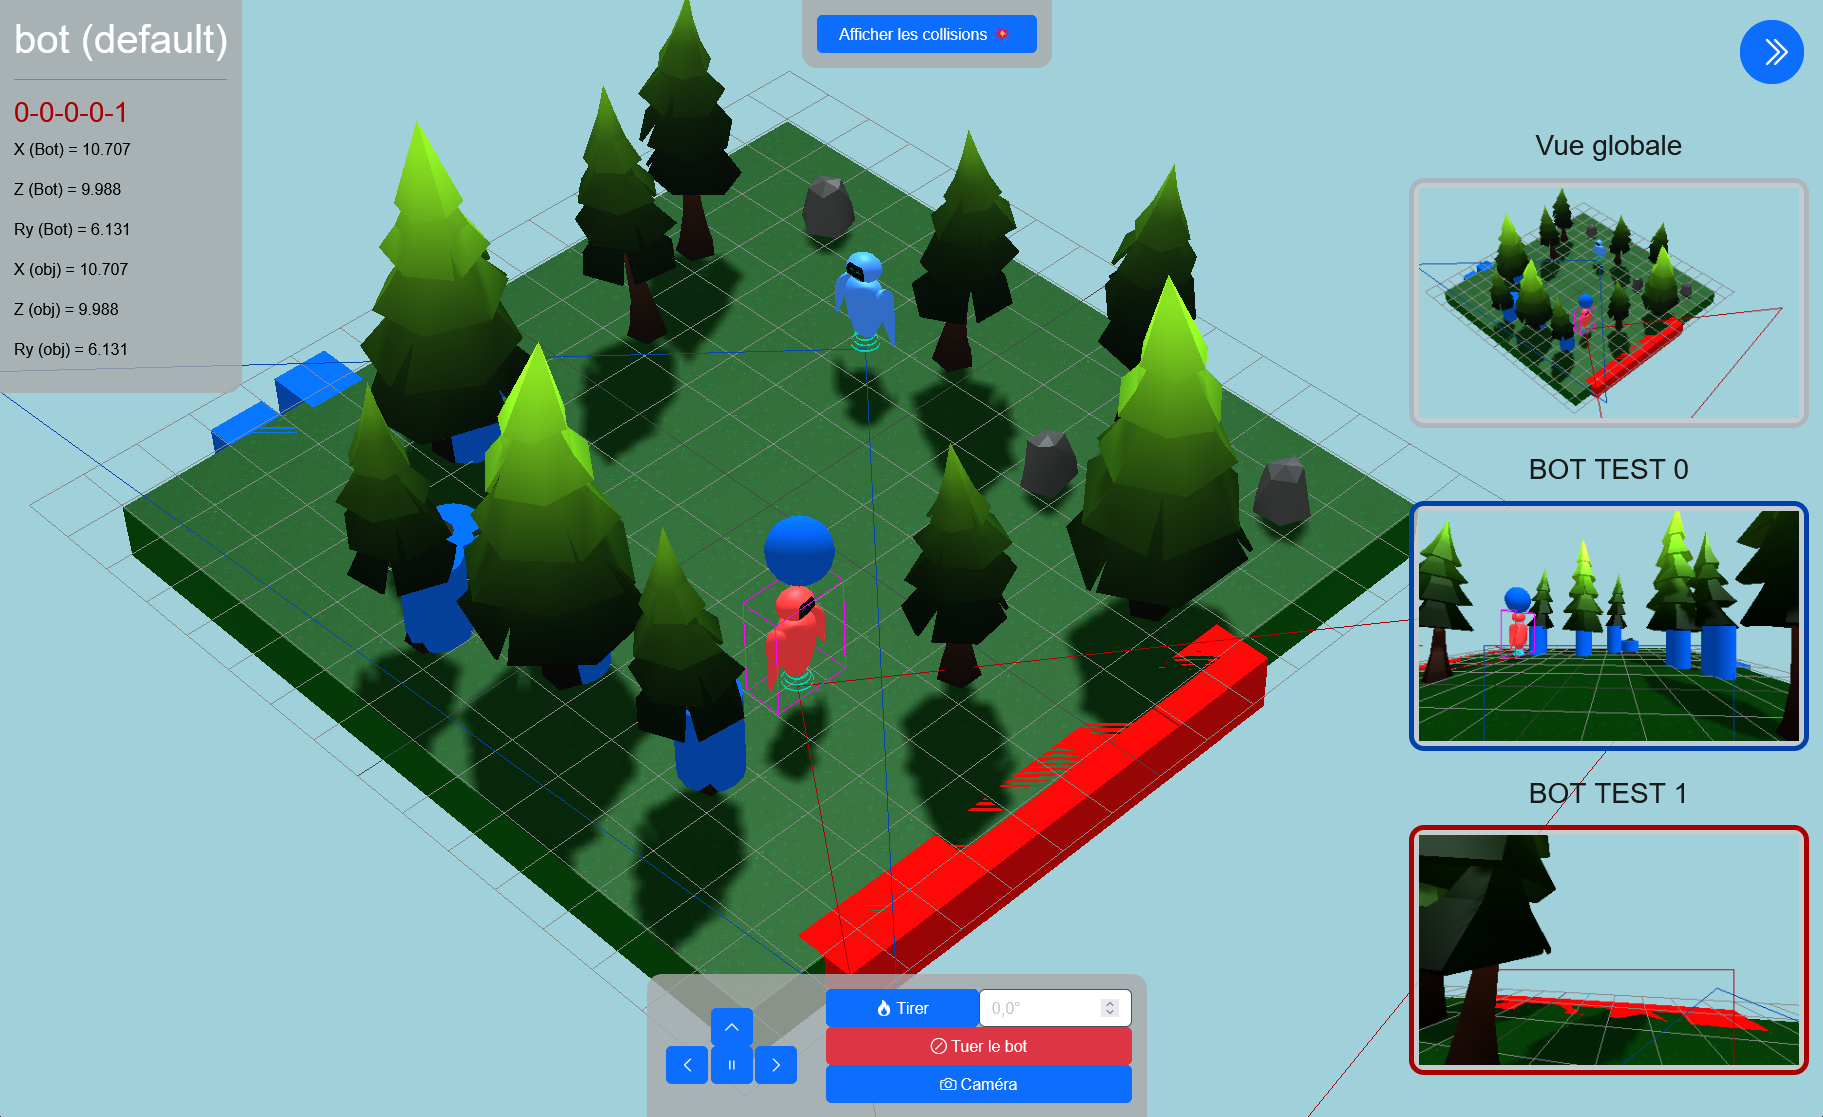 bot (default)
0-0-0-0-1
X (Bot) = 10.707
Z (Bot) = 9.988
Ry (Bot) = 6.131
X (obj) = 10.707
Z (obj) = 9.988
Ry (obj) = 6.131
Afficher les collisions
Vue globale
BOT TEST 0
BOT TEST 1
Tirer
0,0°
Tuer le bot
Caméra